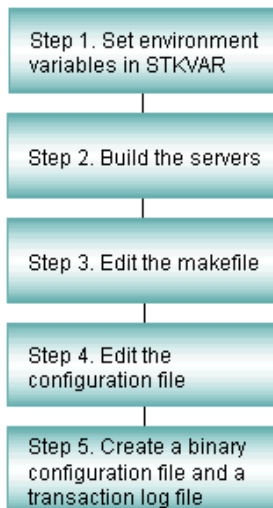 Step 1. Set environment
variables in STKVAR
Step 2. Build the servers
Step 3. Edit the makefile
Step 4. Edit the
configuration file
Step 5. Create a binary
configuration file and a
transaction log file